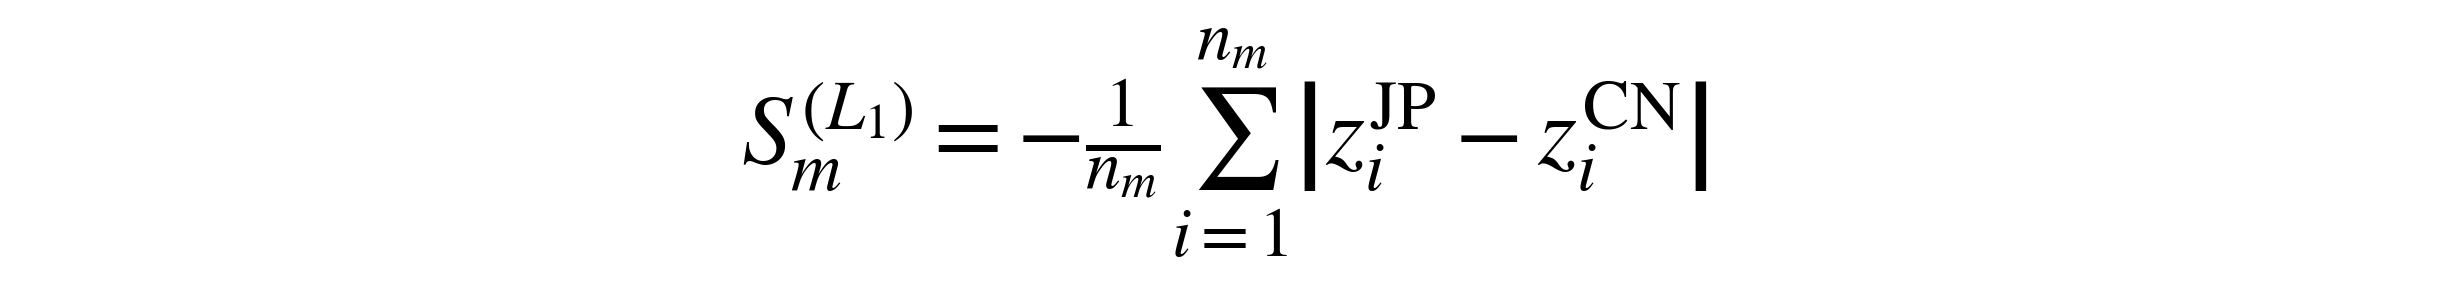 $S_m^{(L_1)} = -\frac{1}{n_m} \sum_{i=1}^{n_m} \left| z_i^{\mathrm{JP}} - z_i^{\mathrm{CN}} \right|$